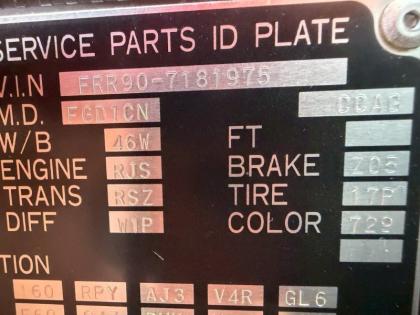 SERVICE PARTS ID PLATE
V.I.N FRR90-7181975
M.D. FGD1CN CCAG
W/B 46W FT
ENGINE RJS BRAKE Z05
TRANS RSZ TIRE 17P
DIFF W1P COLOR 729
TION
160 RPY AJ3 V4R GL6